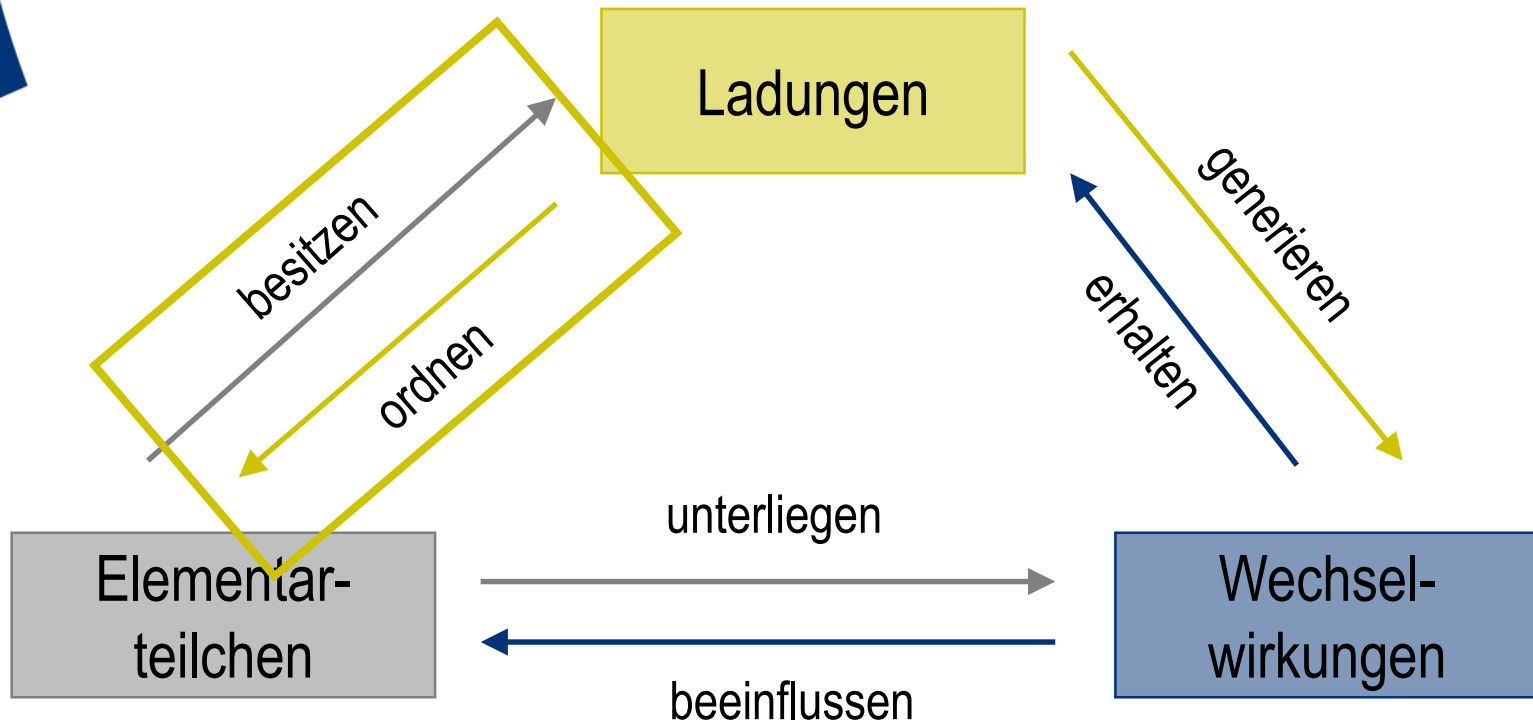 Ladungen
besitzen
ordnen
generieren
erhalten
unterliegen
Elementar-
teilchen
Wechsel-
wirkungen
beeinflussen